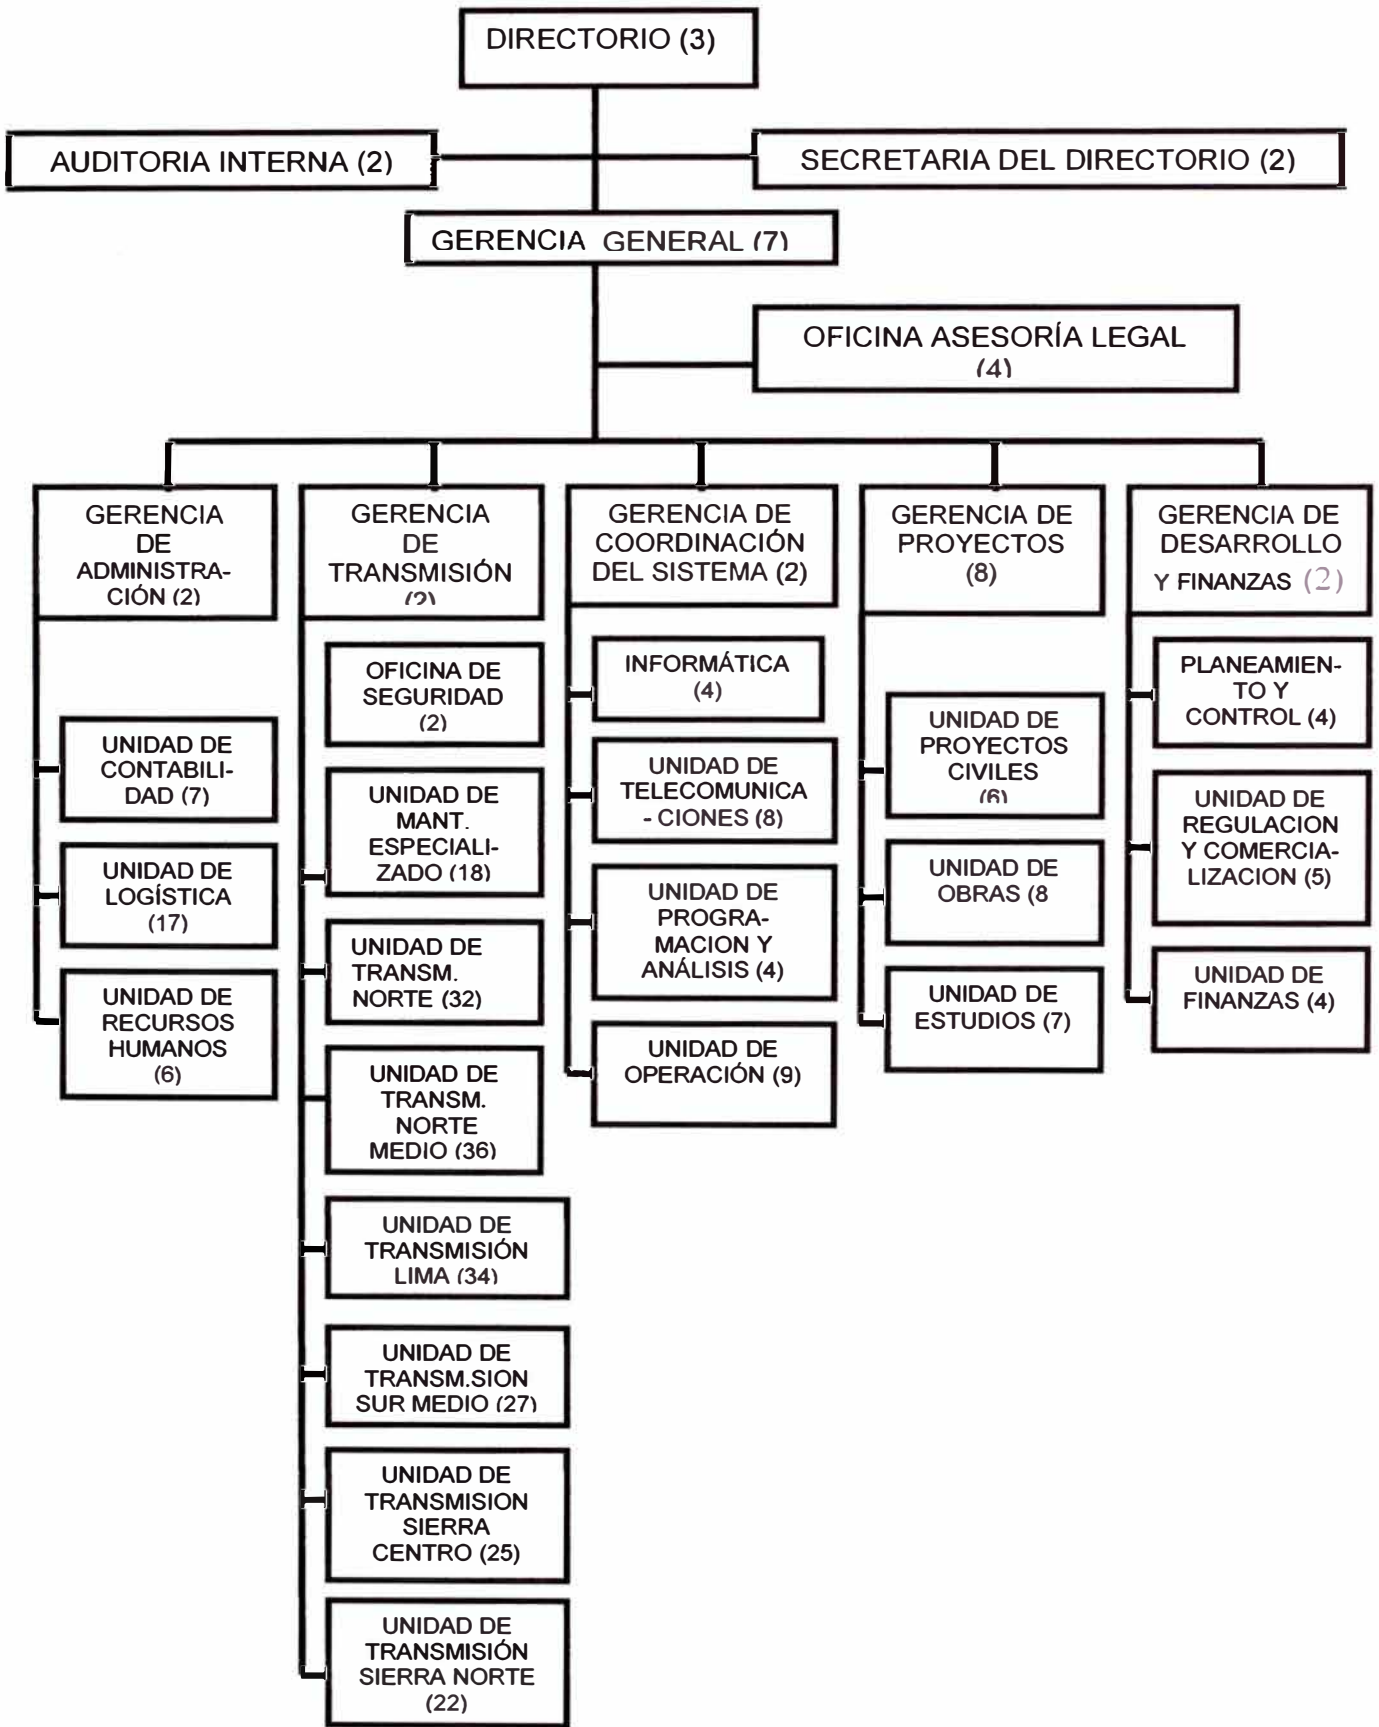 DIRECTORIO (3)
AUDITORIA INTERNA (2)
SECRETARIA DEL DIRECTORIO (2)
GERENCIA GENERAL (7)
OFICINA ASESORÍA LEGAL
(4)
GERENCIA
DE
ADMINISTRA-
CIÓN (2)
UNIDAD DE
CONTABILI-
DAD (7)
UNIDAD DE
LOGÍSTICA
(17)
UNIDAD DE
RECURSOS
HUMANOS
(6)
GERENCIA
DE
TRANSMISIÓN
(2)
OFICINA DE
SEGURIDAD
(2)
UNIDAD DE
MANT.
ESPECIALI-
ZADO (18)
UNIDAD DE
TRANSM.
NORTE (32)
UNIDAD DE
TRANSM.
NORTE
MEDIO (36)
UNIDAD DE
TRANSMISIÓN
LIMA (34)
UNIDAD DE
TRANSM.SION
SUR MEDIO (27)
UNIDAD DE
TRANSMISION
SIERRA
CENTRO (25)
UNIDAD DE
TRANSMISIÓN
SIERRA NORTE
(22)
GERENCIA DE
COORDINACIÓN
DEL SISTEMA (2)
INFORMÁTICA
(4)
UNIDAD DE
TELECOMUNICA
- CIONES (8)
UNIDAD DE
PROGRA-
MACION Y
ANÁLISIS (4)
UNIDAD DE
OPERACIÓN (9)
GERENCIA DE
PROYECTOS
(8)
UNIDAD DE
PROYECTOS
CIVILES
(6)
UNIDAD DE
OBRAS (8
UNIDAD DE
ESTUDIOS (7)
GERENCIA DE
DESARROLLO
Y FINANZAS (2)
PLANEAMIEN-
TO Y
CONTROL (4)
UNIDAD DE
REGULACION
Y COMERCIA-
LIZACION (5)
UNIDAD DE
FINANZAS (4)